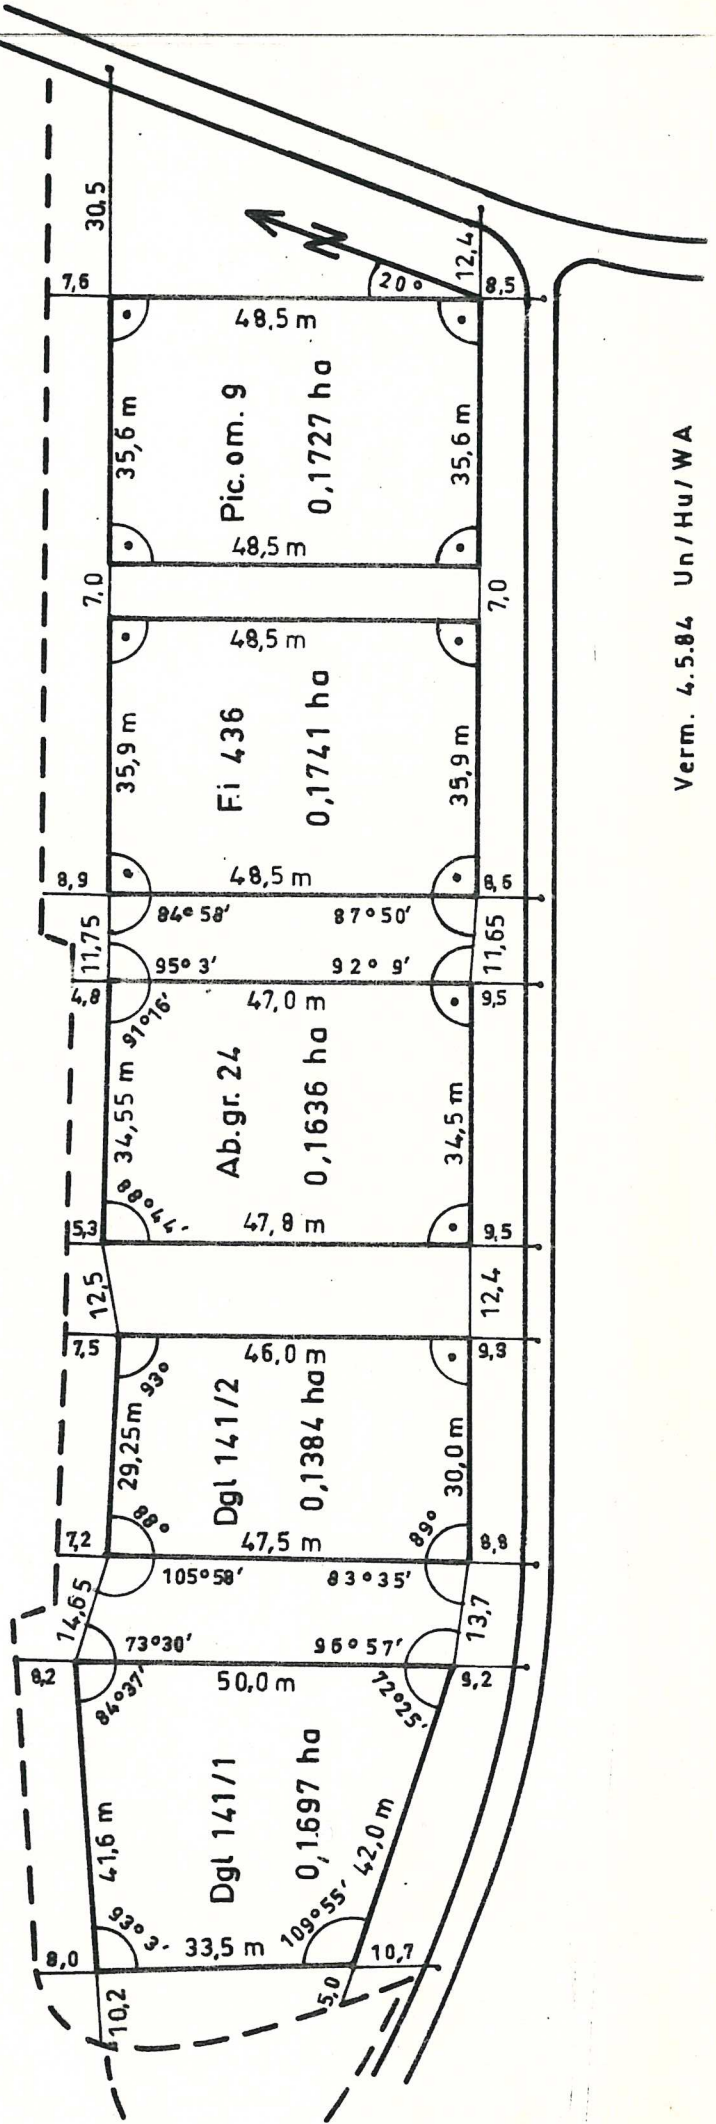 30,5
12,4
20°
7,6
8,5
48,5 m
35,6 m
Pic. om. 9
0,1727 ha
35,6 m
48,5 m
7,0
7,0
48,5 m
35,9 m
Fi 436
0,1741 ha
35,9 m
8,9
48,5 m
8,6
84° 58'
87° 50'
11,75
11,65
95° 3'
92° 9'
4,8
47,0 m
9,5
91°16'
34,55 m
Ab.gr. 24
0,1636 ha
34,5 m
88°44'
5,3
47,8 m
9,5
12,5
12,4
7,5
46,0 m
9,3
93°
29,25 m
Dgl 141/2
0,1384 ha
30,0 m
88°
89°
7,2
47,5 m
8,8
105°58'
83°35'
14,65
13,7
73°30'
96°57'
8,2
50,0 m
9,2
84°37'
72°25'
41,6 m
Dgl 141/1
0,1697 ha
42,0 m
93°3'
109°55'
8,0
33,5 m
10,7
10,2
5,0
Verm. 4.5.84 Un/Hu/WA